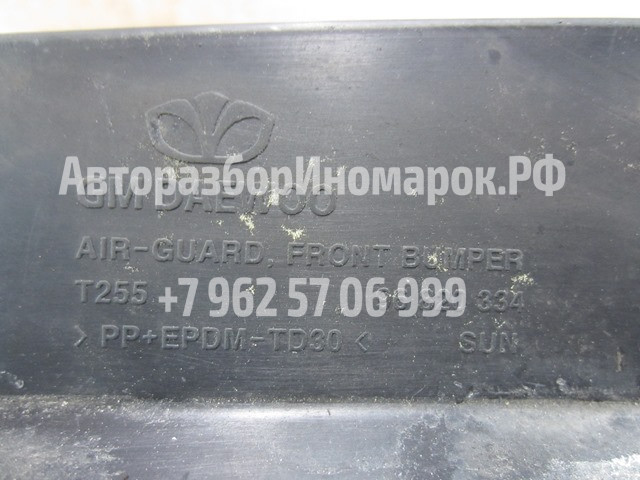 АвторазборИномарок.РФ
GM DAEWOO
AIR-GUARD, FRONT BUMPER
T255 334
+7 962 57 06 999
> PP+EPDM-TD30 < SUN